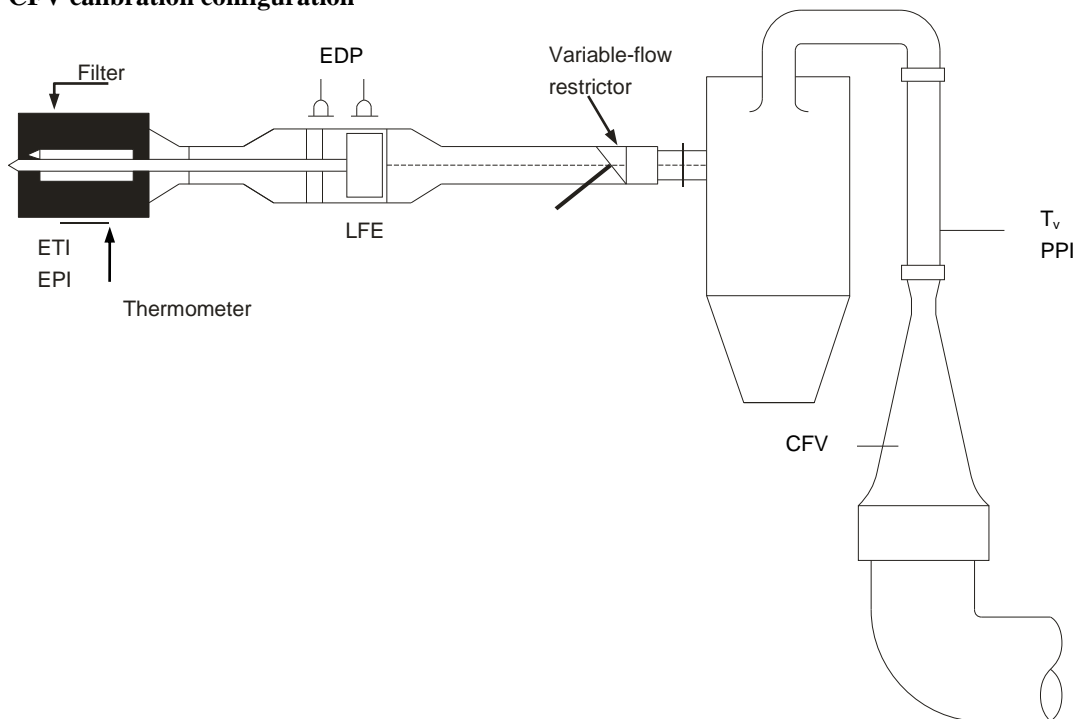 CFV calibration configuration
EDP
Variable-flow
restrictor
Filter
LFE
ETI
EPI
Thermometer
Tv
PPI
CFV